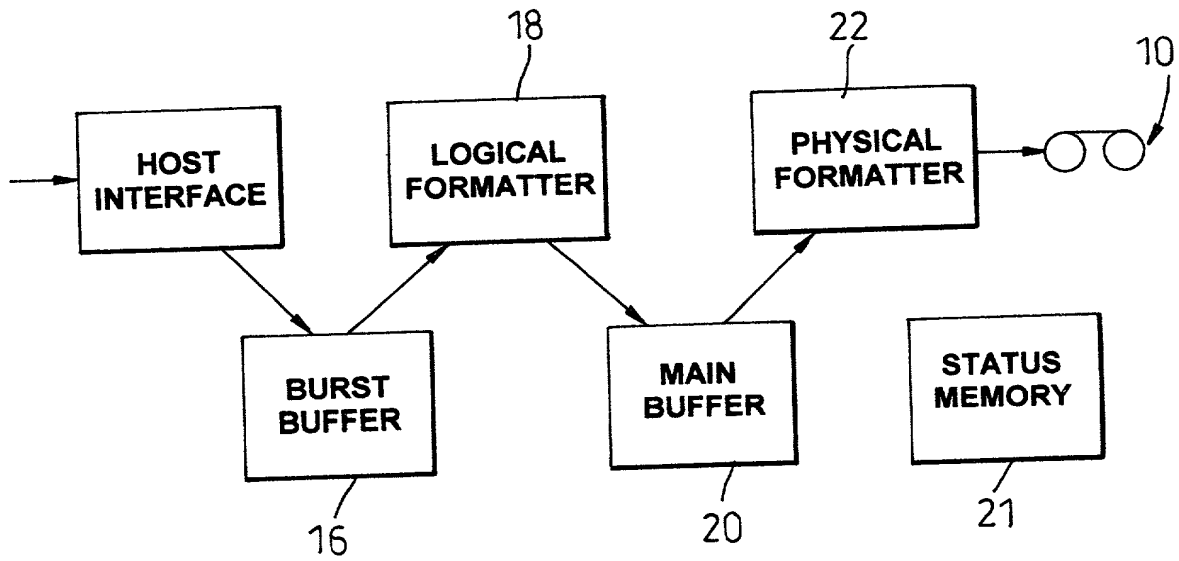 18
22
10
HOST
INTERFACE
LOGICAL
FORMATTER
PHYSICAL
FORMATTER
BURST
BUFFER
MAIN
BUFFER
STATUS
MEMORY
16
20
21